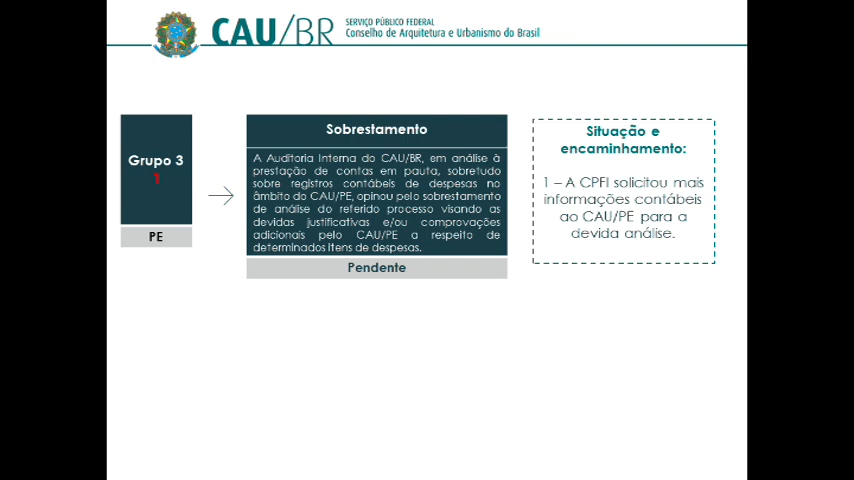 CAU/BR
SERVIÇO PÚBLICO FEDERAL
Conselho de Arquitetura e Urbanismo do Brasil
Grupo 3
1
PE
Sobrestamento
A Auditoria Interna do CAU/BR, em análise à
prestação de contas em pauta, sobretudo
sobre registros contábeis de despesas no
âmbito do CAU/PE, opinou pelo sobrestamento
de análise do referido processo visando as
devidas justificativas e/ou comprovações
adicionais pelo CAU/PE a respeito de
determinados itens de despesas.
Pendente
Situação e
encaminhamento:
1 – A CPFI solicitou mais
informações contábeis
ao CAU/PE para a
devida análise.